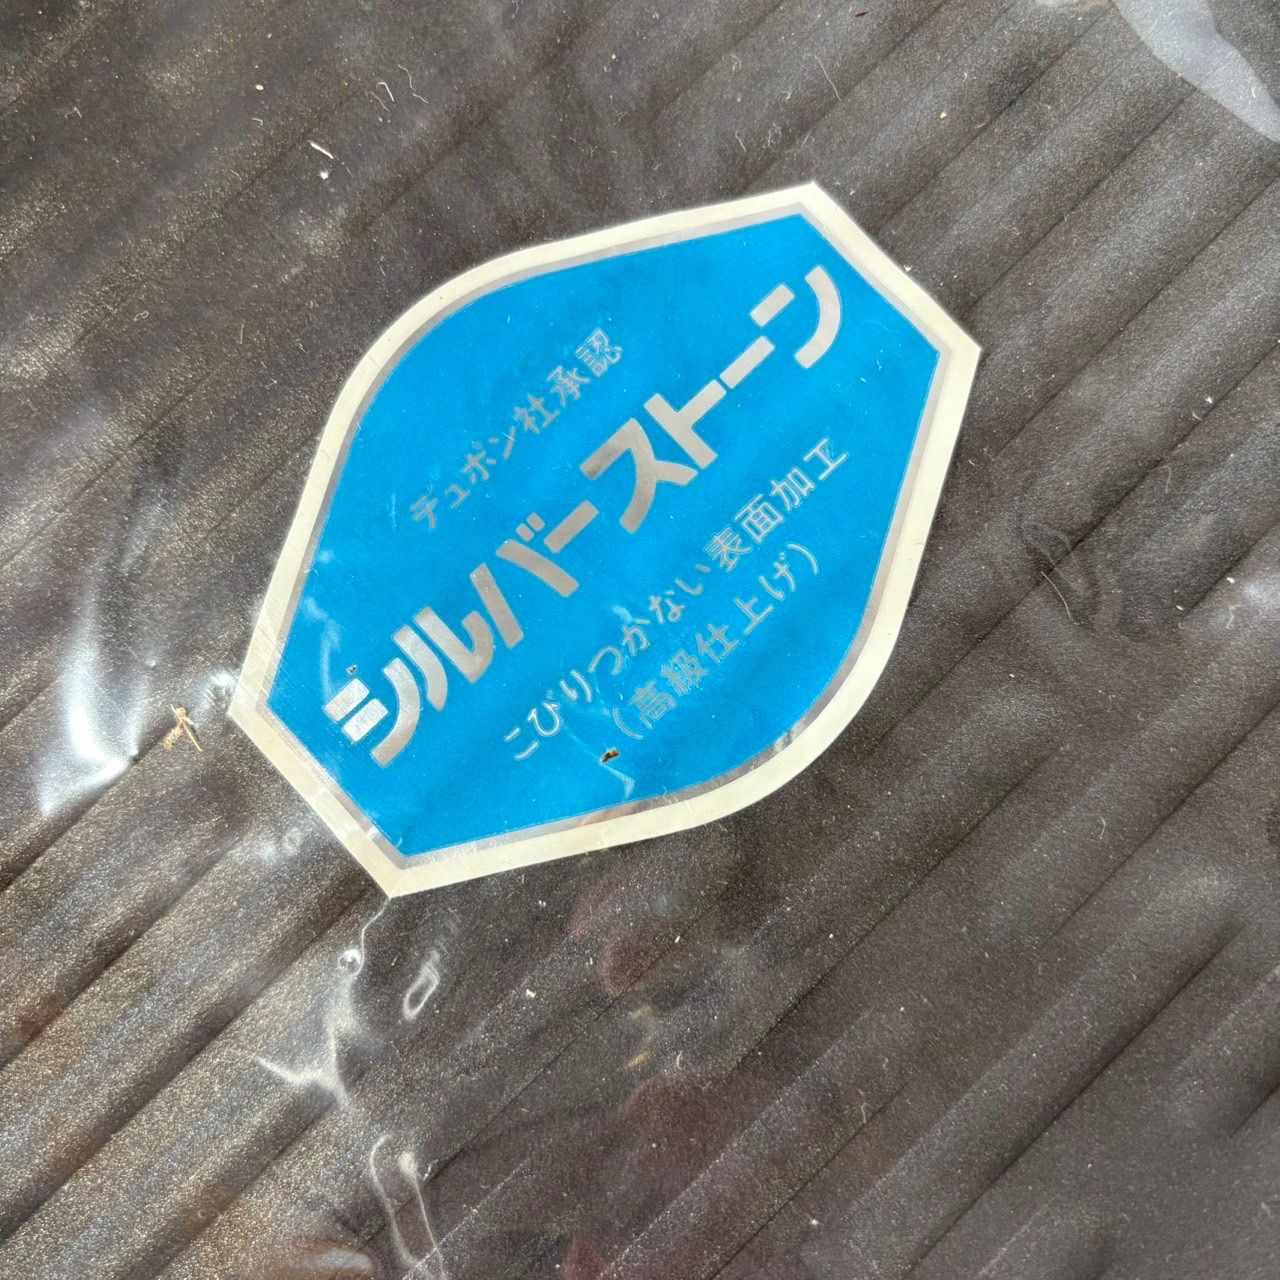 デュポン社承認
シルバーストーン
こびりつかない表面加工
(高級仕上げ)